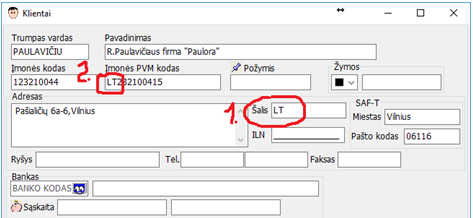 Klientai
Trumpas vardas Pavadinimas
PAULAVIČIU R.Paulavičiaus firma "Paulora"
Įmonės kodas 2. Įmonės PVM kodas Požymis Žymos
123210044 LT232100415
Adresas 1. Šalis LT SAF-T
Pašialičių 6a-6,Vilnius Miestas Vilnius
ILN Pašto kodas 06116
Ryšys Tel. Faksas
Bankas
BANKO KODAS
Sąskaita